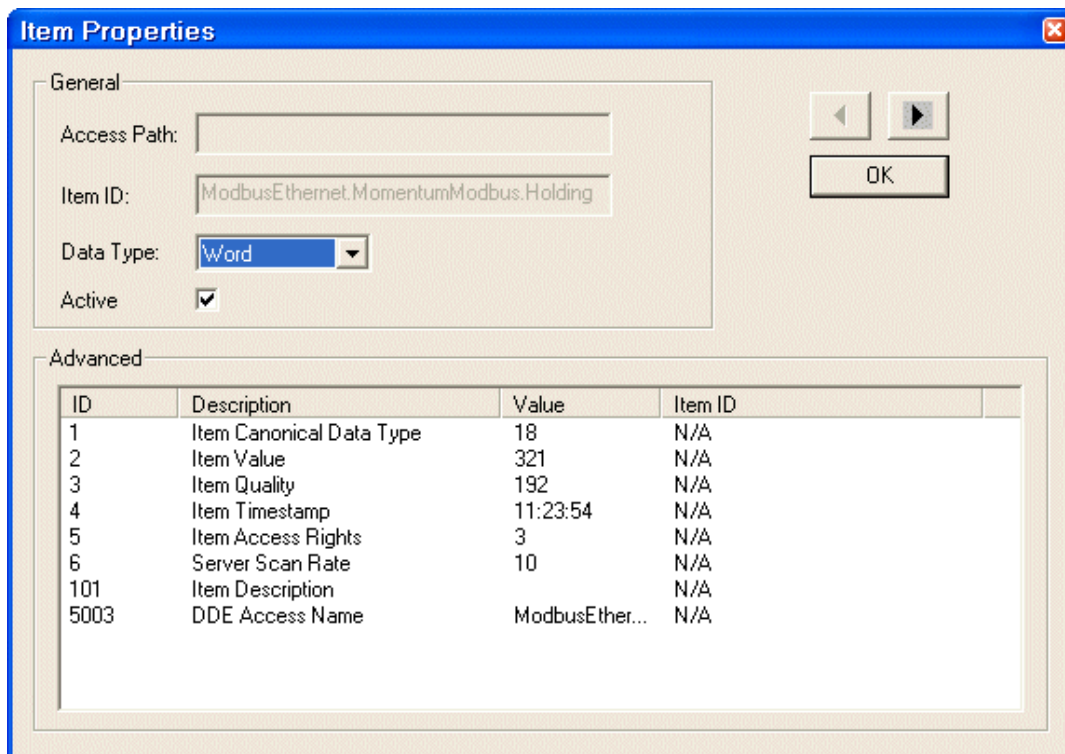 Item Properties
General
Access Path:
Item ID: ModbusEthernet.MomentumModbus.Holding
OK
Data Type: Word
Active
Advanced
ID Description Value Item ID
1 Item Canonical Data Type 18 N/A
2 Item Value 321 N/A
3 Item Quality 192 N/A
4 Item Timestamp 11:23:54 N/A
5 Item Access Rights 3 N/A
6 Server Scan Rate 10 N/A
101 Item Description N/A
5003 DDE Access Name ModbusEther... N/A